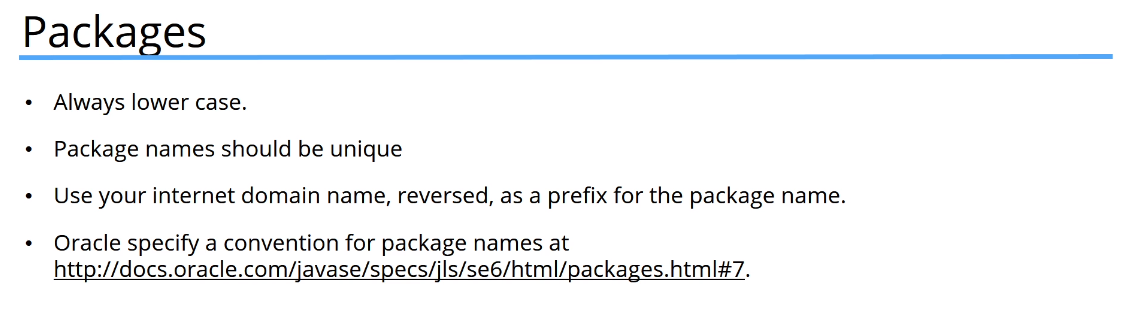 Packages
• Always lower case.
• Package names should be unique
• Use your internet domain name, reversed, as a prefix for the package name.
• Oracle specify a convention for package names at
http://docs.oracle.com/javase/specs/jls/se6/html/packages.html#7.